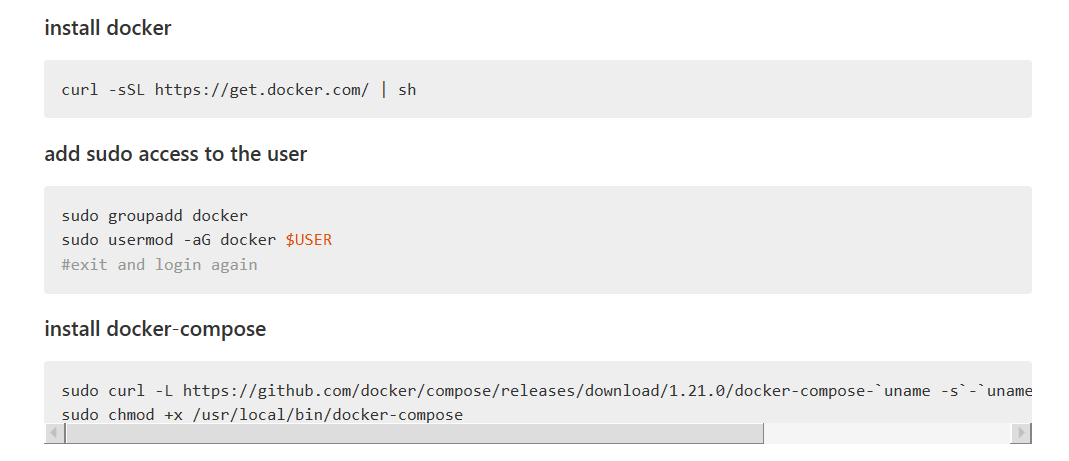 install docker
curl -sSL https://get.docker.com/ | sh
add sudo access to the user
sudo groupadd docker
sudo usermod -aG docker $USER
#exit and login again
install docker-compose
sudo curl -L https://github.com/docker/compose/releases/download/1.21.0/docker-compose-`uname -s`-`uname
sudo chmod +x /usr/local/bin/docker-compose